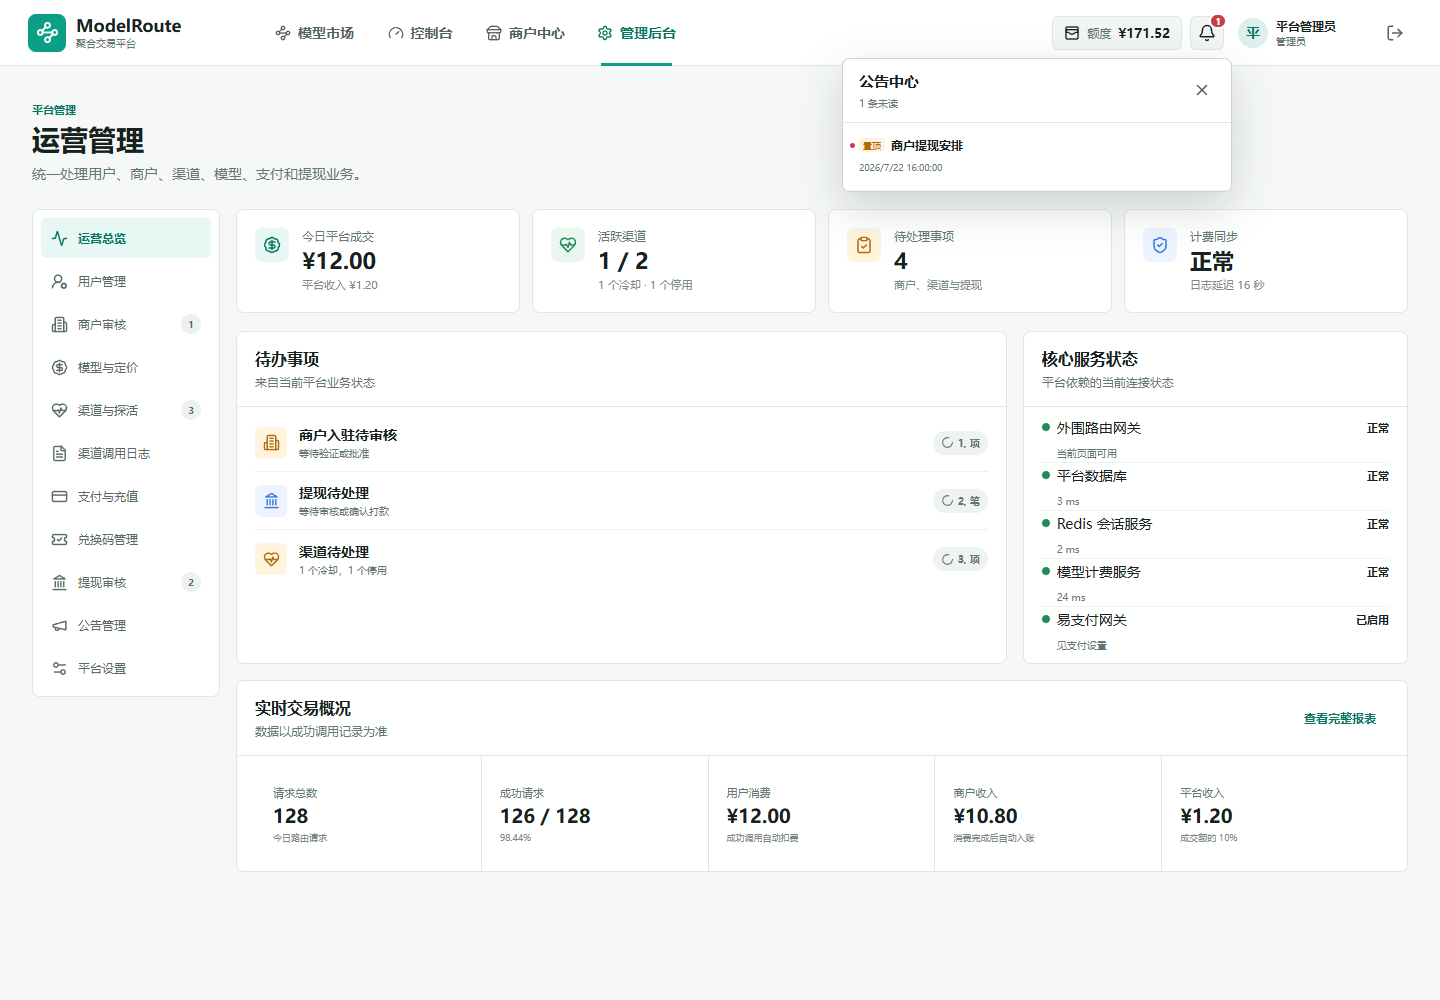 ModelRoute
聚合交易平台
模型市场
控制台
商户中心
管理后台
额度 ¥171.52
1
平
平台管理员
管理员
公告中心
1 条未读
置顶 商户提现安排
2026/7/22 16:00:00
平台管理
运营管理
统一处理用户、商户、渠道、模型、支付和提现业务。
运营总览
用户管理
商户审核 1
模型与定价
渠道与探活 3
渠道调用日志
支付与充值
兑换码管理
提现审核 2
公告管理
平台设置
今日平台成交
¥12.00
平台收入 ¥1.20
活跃渠道
1 / 2
1 个冷却 · 1 个停用
待处理事项
4
商户、渠道与提现
计费同步
正常
日志延迟 16 秒
待办事项
来自当前平台业务状态
商户入驻待审核
等待验证或批准
1, 项
提现待处理
等待审核或确认打款
2, 笔
渠道待处理
1 个冷却，1 个停用
3, 项
核心服务状态
平台依赖的当前连接状态
外围路由网关 正常
当前页面可用
平台数据库 正常
3 ms
Redis 会话服务 正常
2 ms
模型计费服务 正常
24 ms
易支付网关 已启用
见支付设置
实时交易概况
数据以成功调用记录为准
查看完整报表
请求总数
128
今日路由请求
成功请求
126 / 128
98.44%
用户消费
¥12.00
成功调用自动扣费
商户收入
¥10.80
消费完成后自动入账
平台收入
¥1.20
成交额的 10%